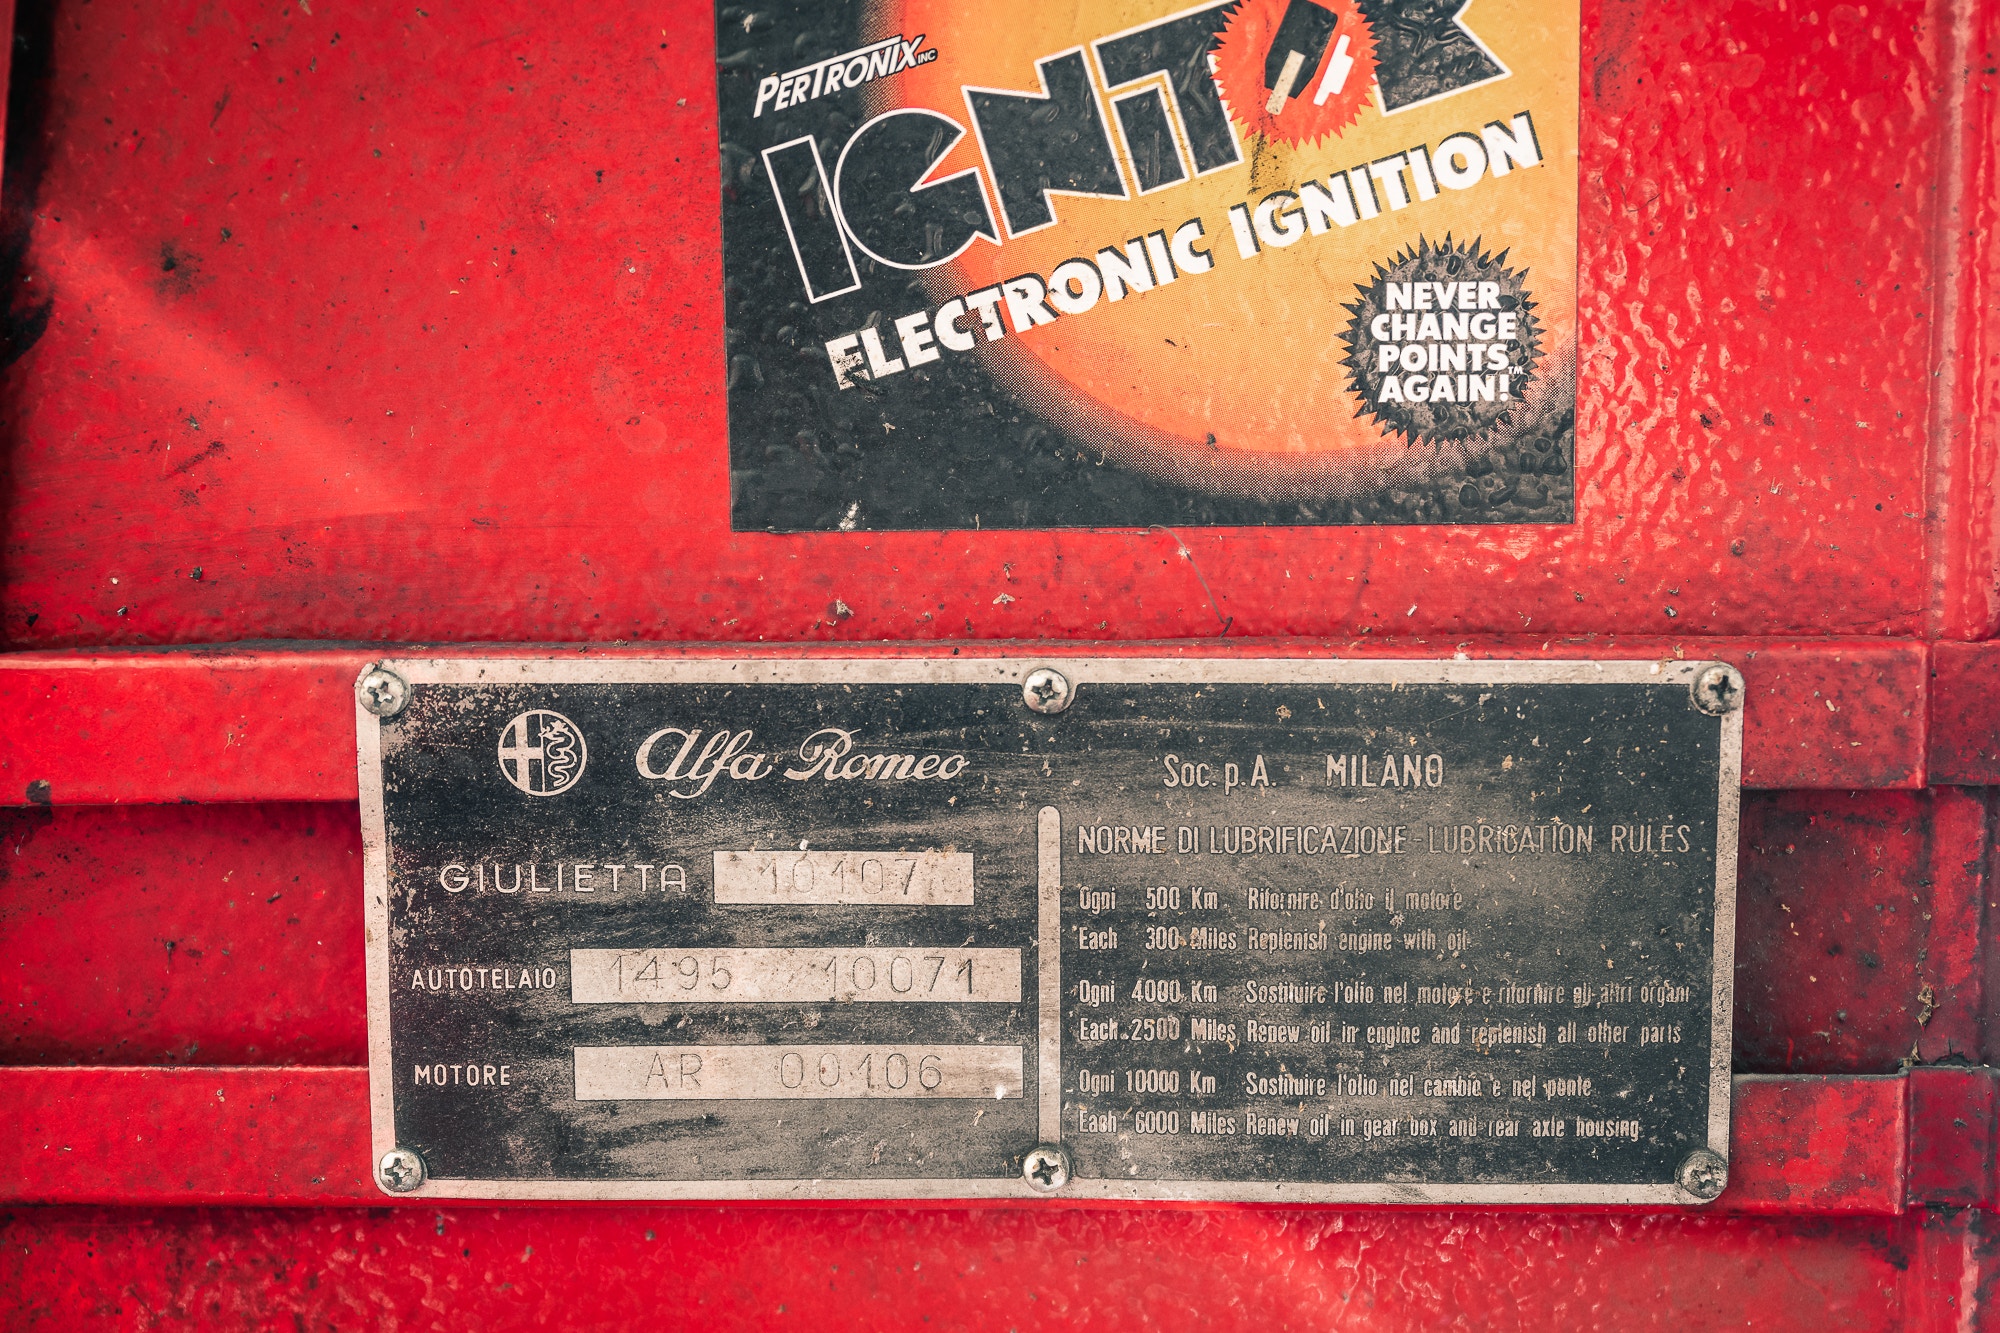 PERTRONIX INC
IGNITOR
ELECTRONIC IGNITION
NEVER
CHANGE
POINTS™
AGAIN!
Alfa Romeo
Soc. p. A. MILANO
GIULIETTA 10107
AUTOTELAIO 1495 10071
MOTORE AR 00106
NORME DI LUBRIFICAZIONE - LUBRICATION RULES
Ogni 500 Km Rifornire d'olio il motore
Each 300 Miles Replenish engine with oil
Ogni 4000 Km Sostituire l'olio nel motore e rifornire gli altri organi
Each 2500 Miles Renew oil in engine and replenish all other parts
Ogni 10000 Km Sostituire l'olio nel cambio e nel ponte
Each 6000 Miles Renew oil in gear box and rear axle housing